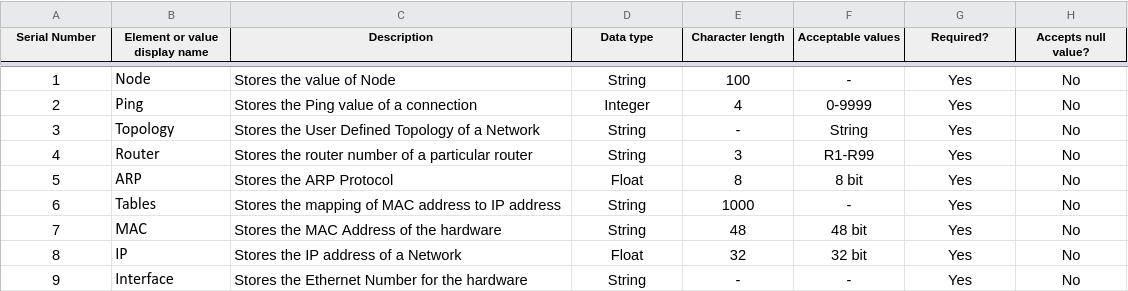 A B C D E F G H
Serial Number Element or value display name Description Data type Character length Acceptable values Required? Accepts null value?
1 Node Stores the value of Node String 100 - Yes No
2 Ping Stores the Ping value of a connection Integer 4 0-9999 Yes No
3 Topology Stores the User Defined Topology of a Network String - String Yes No
4 Router Stores the router number of a particular router String 3 R1-R99 Yes No
5 ARP Stores the ARP Protocol Float 8 8 bit Yes No
6 Tables Stores the mapping of MAC address to IP address String 1000 - Yes No
7 MAC Stores the MAC Address of the hardware String 48 48 bit Yes No
8 IP Stores the IP address of a Network Float 32 32 bit Yes No
9 Interface Stores the Ethernet Number for the hardware String - - Yes No